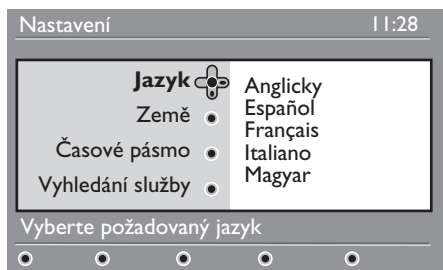 Nastavení 11:28
Jazyk
Země
Časové pásmo
Vyhledání služby
Anglicky
Español
Français
Italiano
Magyar
Vyberte požadovaný jazyk